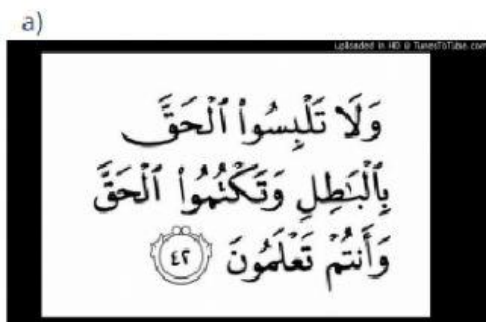 a)
Uploaded in HD @ TunesToTube.com
وَلَا تَلْبِسُوا۟ ٱلْحَقَّ
بِٱلْبَـٰطِلِ وَتَكْتُمُوا۟ ٱلْحَقَّ
وَأَنتُمْ تَعْلَمُونَ ٤٢